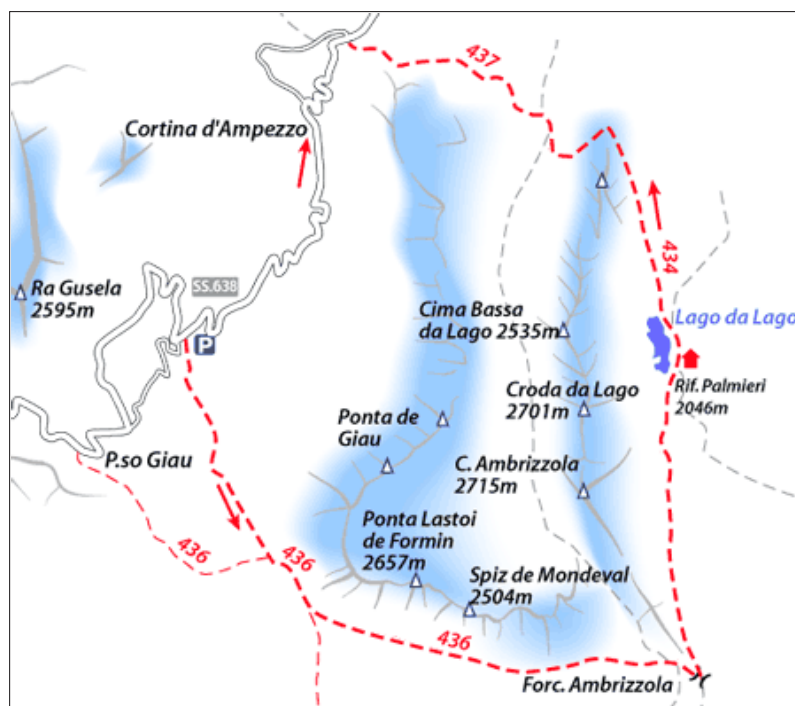 437
Cortina d'Ampezzo
434
Ra Gusela
2595m
SS.638
P
Cima Bassa
da Lago 2535m
Lago da Lago
Rif. Palmieri
2046m
Croda da Lago
2701m
Ponta de
Giau
P.so Giau
C. Ambrizzola
2715m
Ponta Lastoi
de Formin
2657m
Spiz de Mondeval
2504m
436
436
436
Forc. Ambrizzola